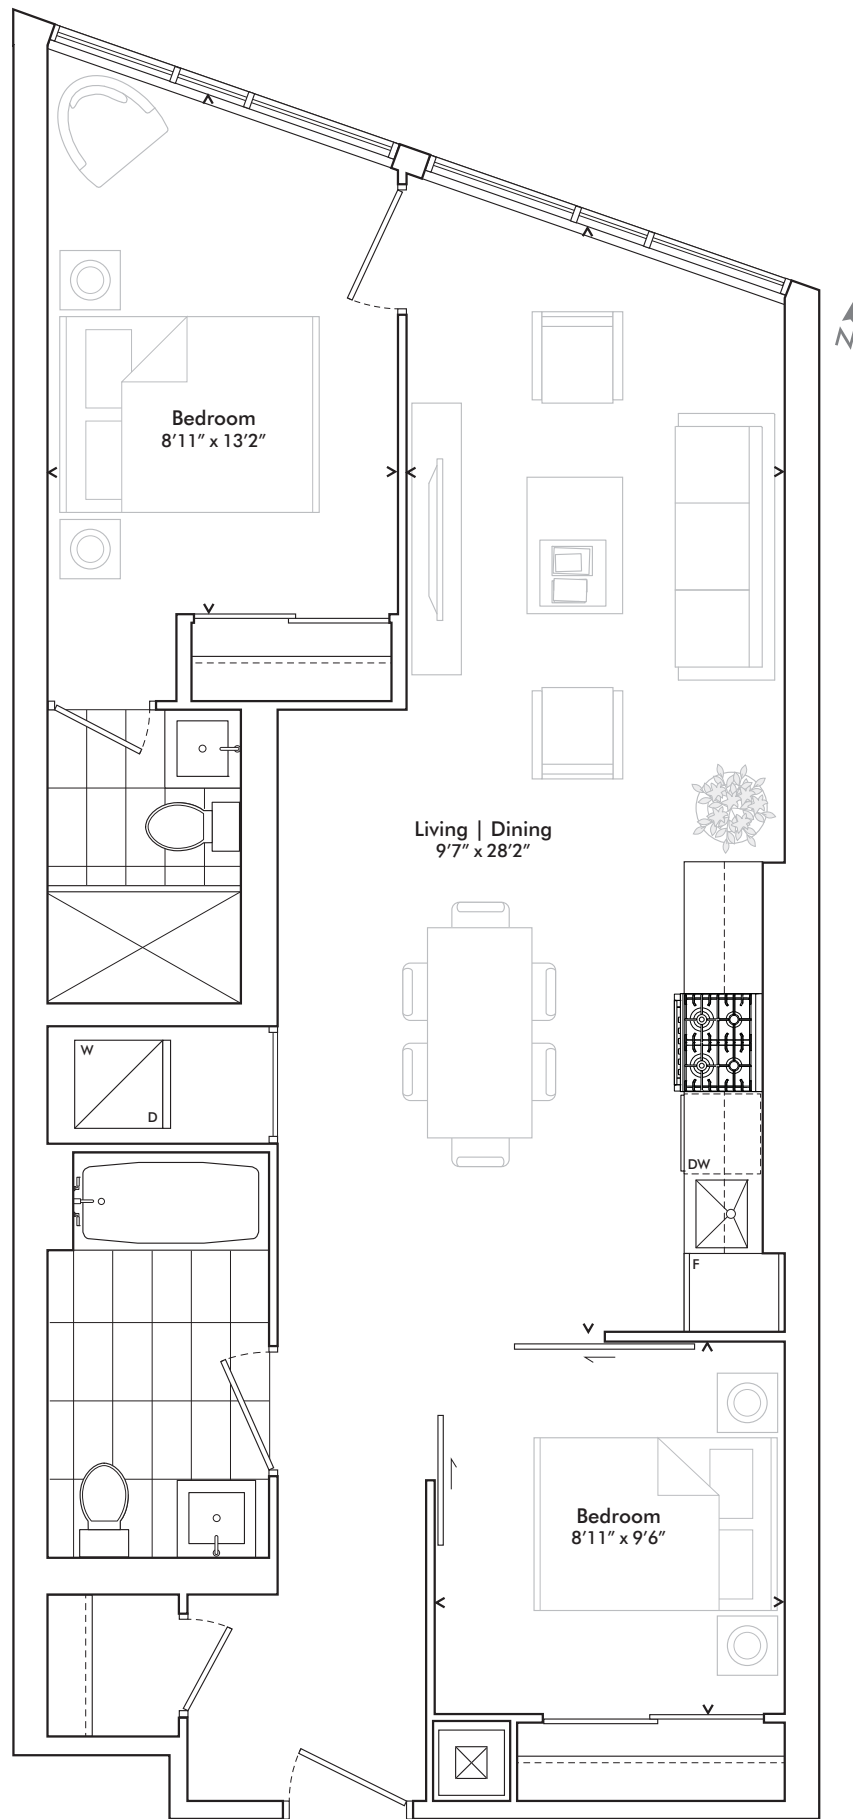 N
Bedroom
8'11" x 13'2"
Living | Dining
9'7" x 28'2"
W
D
DW
F
Bedroom
8'11" x 9'6"